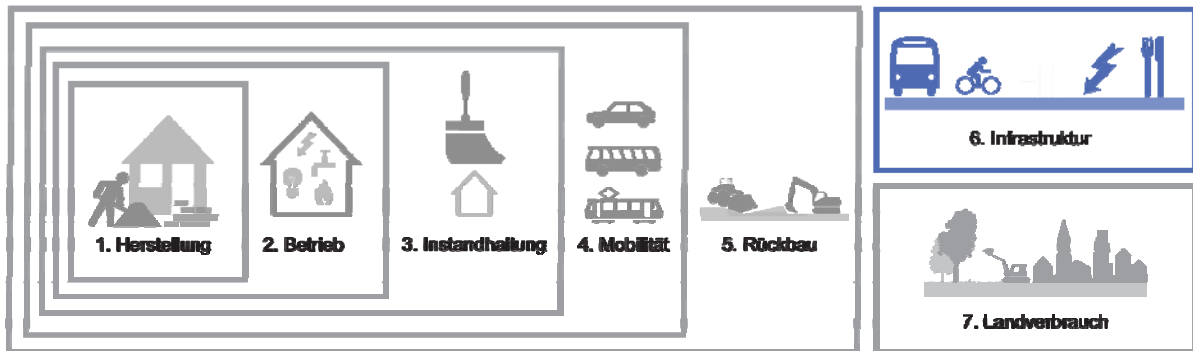 1. Herstellung
2. Betrieb
3. Instandhaltung
4. Mobilität
5. Rückbau
6. Infrastruktur
7. Landverbrauch